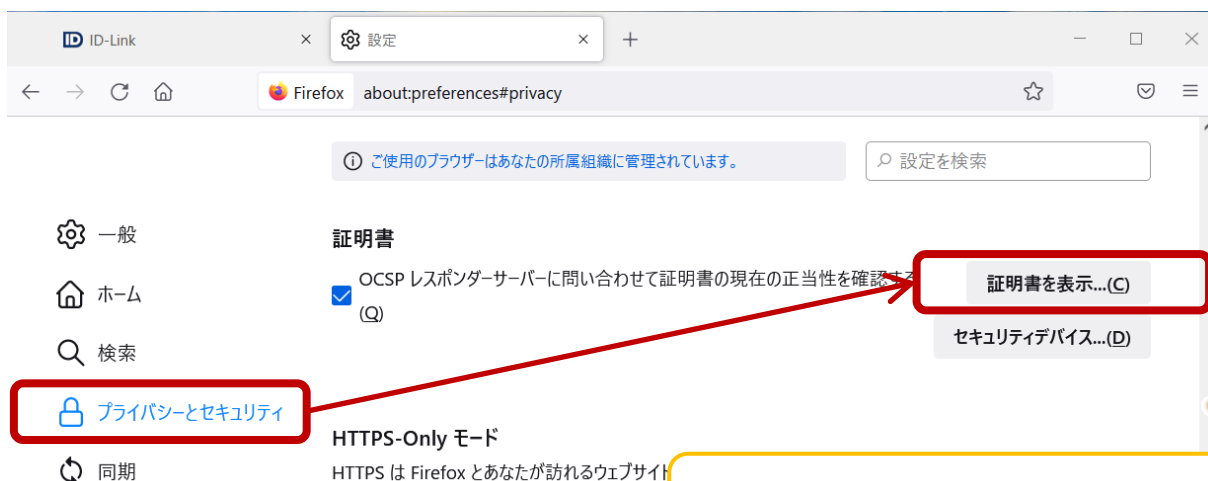 ID-Link
設定
Firefox about:preferences#privacy
ご使用のブラウザーはあなたの所属組織に管理されています。
設定を検索
一般
ホーム
検索
プライバシーとセキュリティ
同期
証明書
OCSP レスポンダーサーバーに問い合わせて証明書の現在の正当性を確認する
(Q)
証明書を表示...(C)
セキュリティデバイス...(D)
HTTPS-Only モード
HTTPS は Firefox とあなたが訪れるウェブサイト